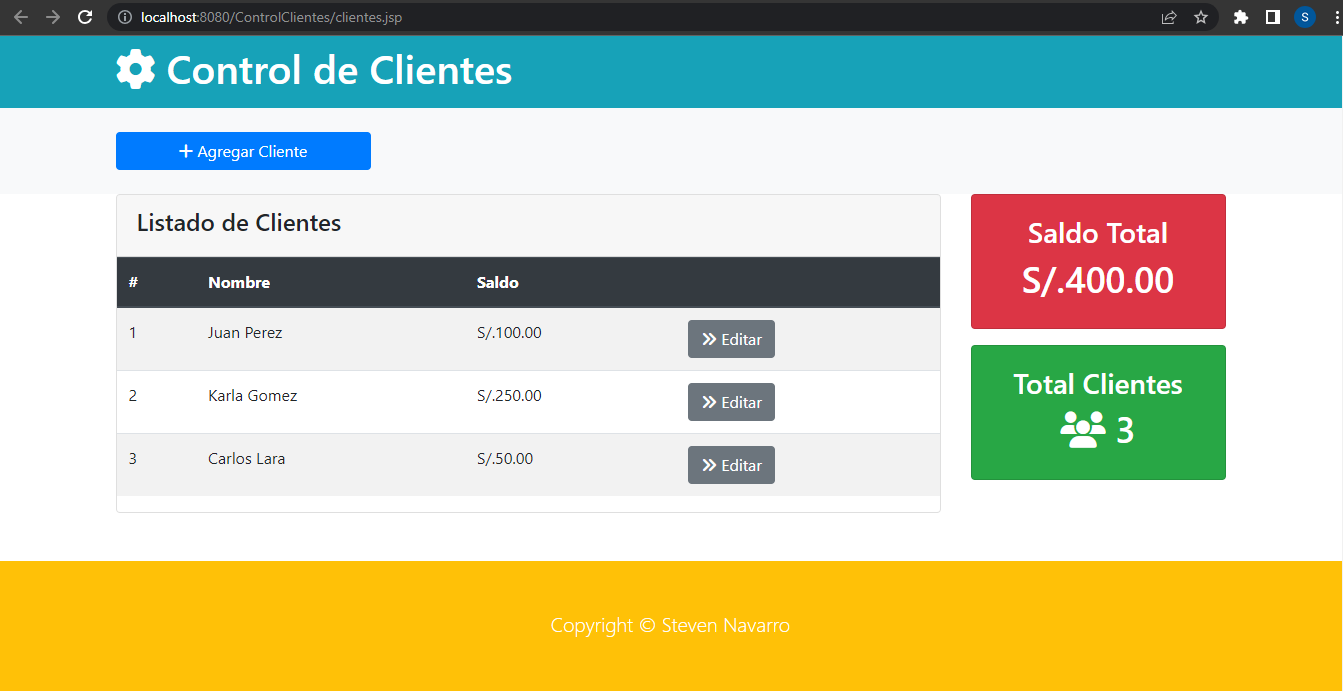 localhost:8080/ControlClientes/clientes.jsp
S
Control de Clientes
Agregar Cliente
Listado de Clientes
# Nombre Saldo
1 Juan Perez S/.100.00 Editar
2 Karla Gomez S/.250.00 Editar
3 Carlos Lara S/.50.00 Editar
Saldo Total
S/.400.00
Total Clientes
3
Copyright © Steven Navarro